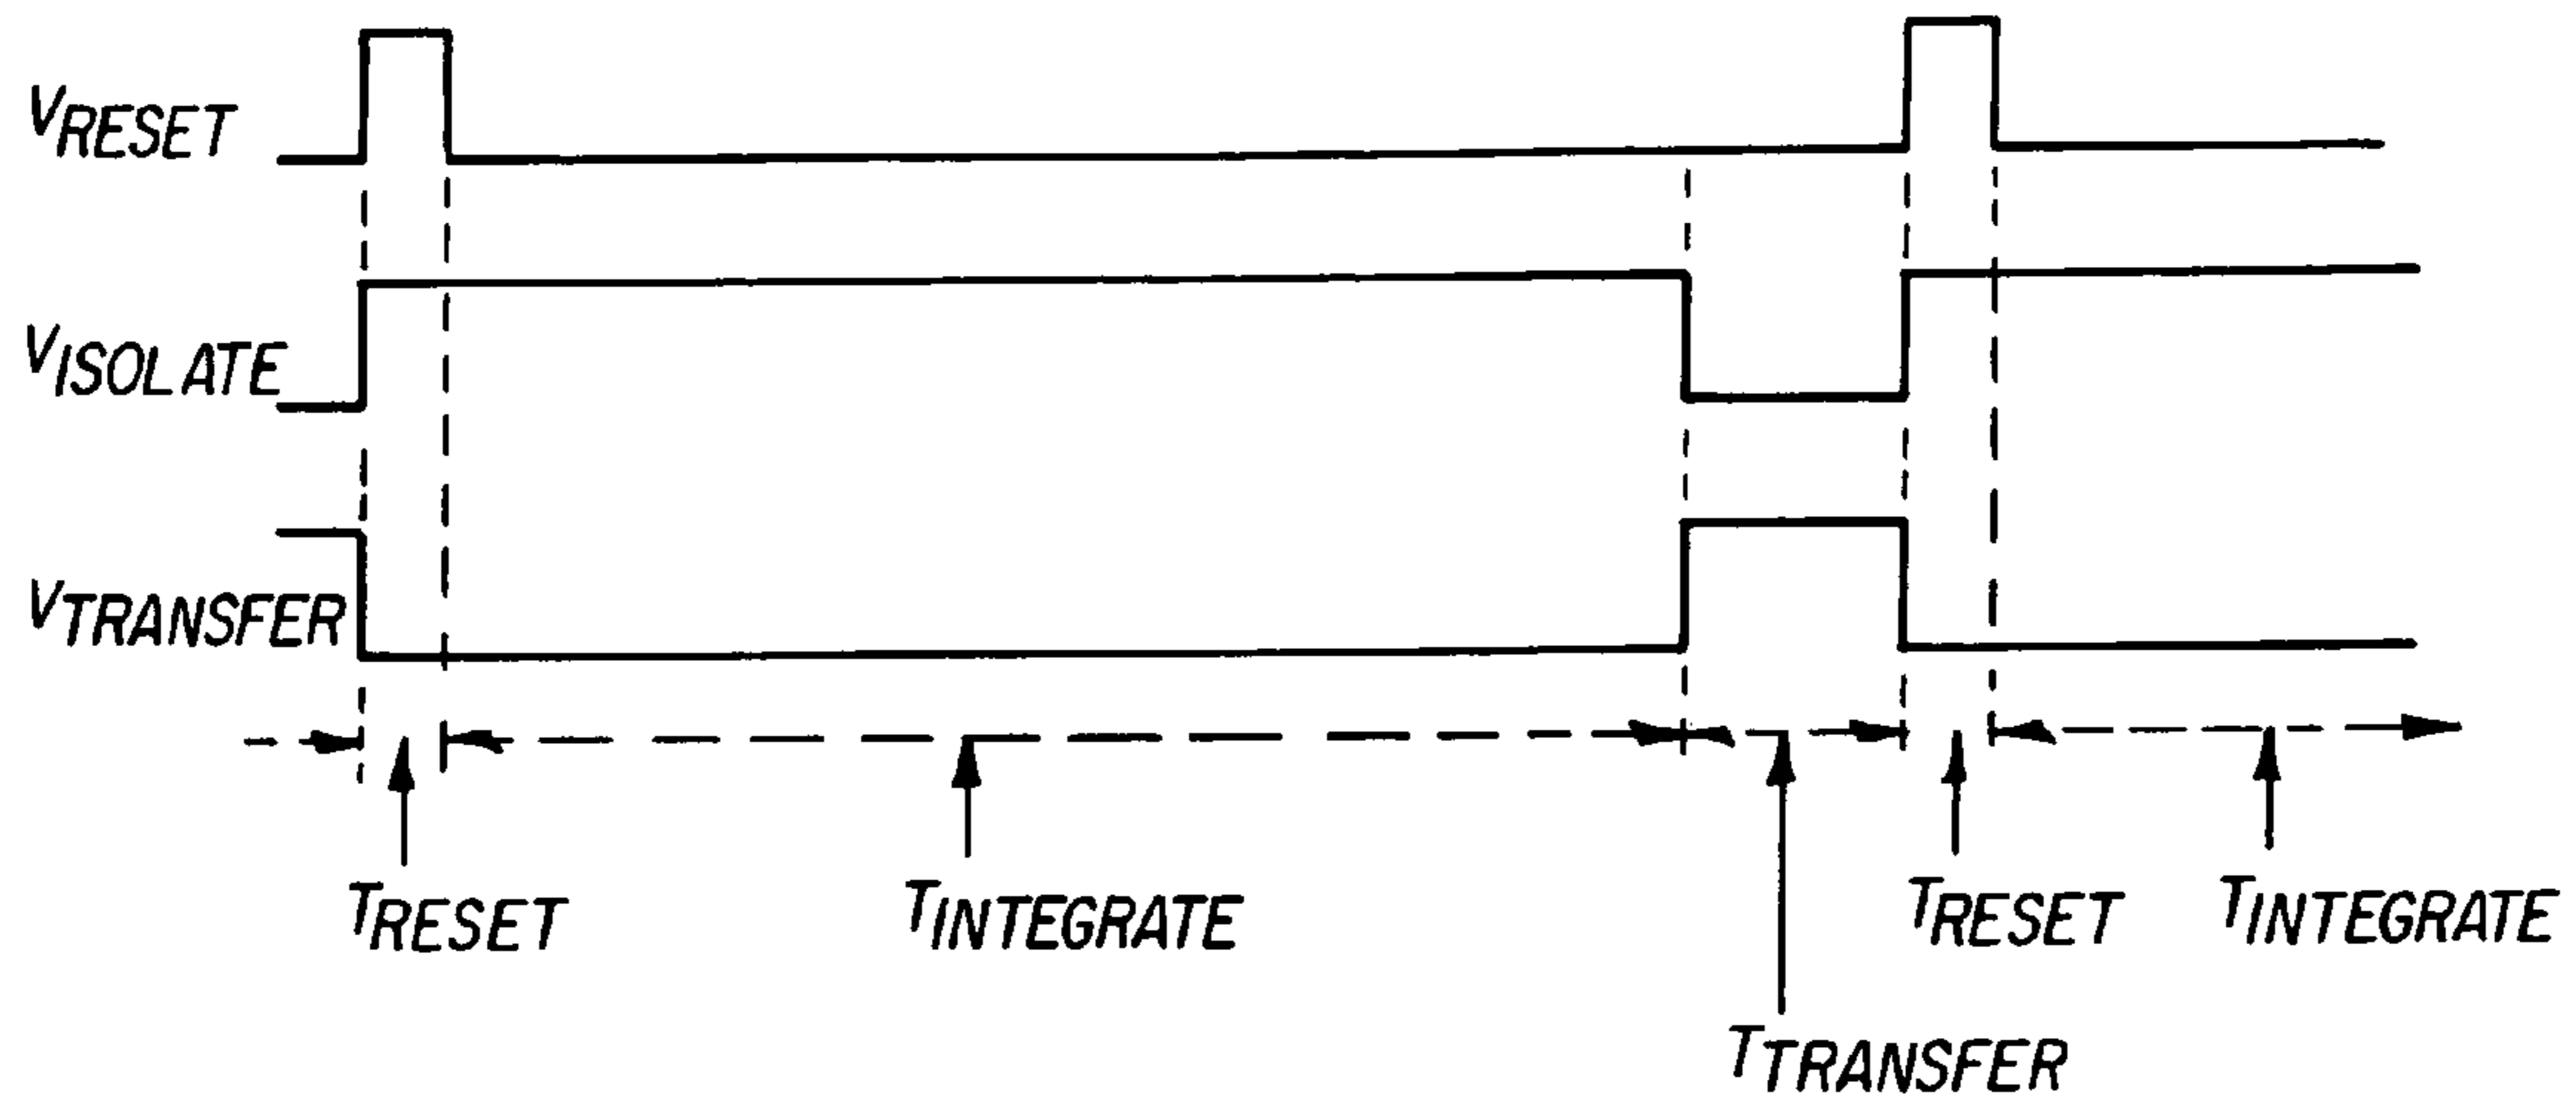 VRESET
VISOLATE
VTRANSFER
TRESET TINTEGRATE TRESET TINTEGRATE
TTRANSFER